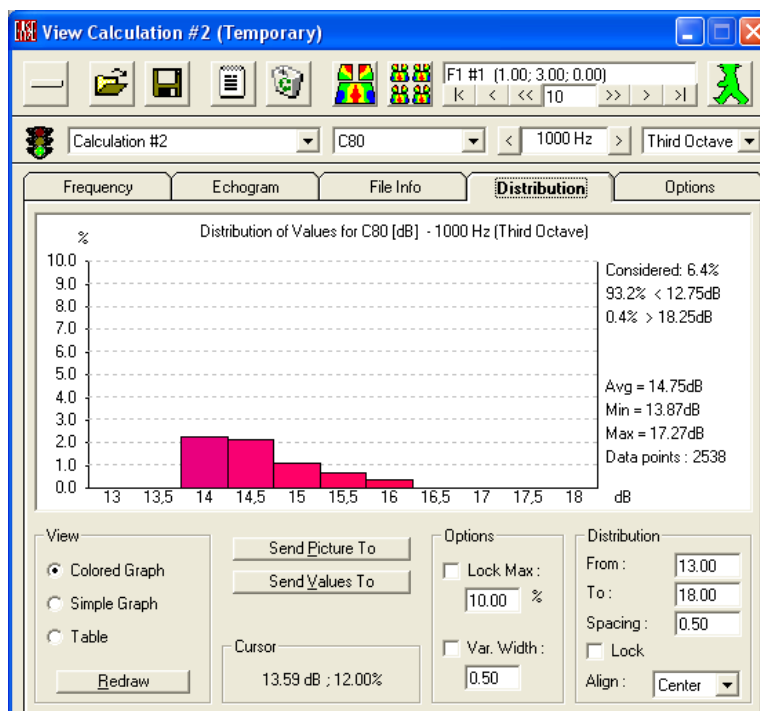 EASE View Calculation #2 (Temporary)
F1 #1 (1.00; 3.00; 0.00)
|< < << 10 >> > >|
Calculation #2 C80 < 1000 Hz > Third Octave
Frequency Echogram File Info Distribution Options
% Distribution of Values for C80 [dB] - 1000 Hz (Third Octave)
10.0
9.0
8.0
7.0
6.0
5.0
4.0
3.0
2.0
1.0
0.0
13 13,5 14 14,5 15 15,5 16 16,5 17 17,5 18 dB
Considered: 6.4%
93.2% < 12.75dB
0.4% > 18.25dB
Avg = 14.75dB
Min = 13.87dB
Max = 17.27dB
Data points : 2538
View
Colored Graph
Simple Graph
Table
Redraw
Send Picture To
Send Values To
Cursor
13.59 dB ; 12.00%
Options
Lock Max :
10.00 %
Var. Width :
0.50
Distribution
From : 13.00
To : 18.00
Spacing : 0.50
Lock
Align : Center